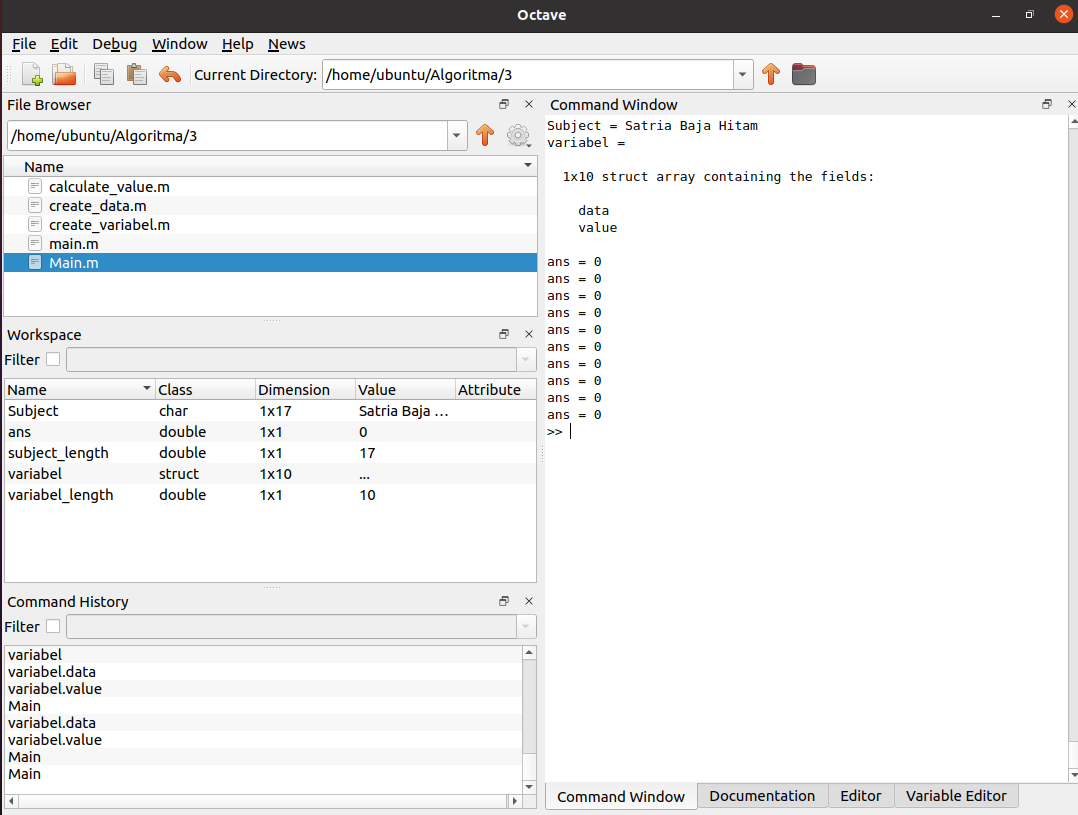 Octave
File Edit Debug Window Help News
Current Directory: /home/ubuntu/Algoritma/3
File Browser
/home/ubuntu/Algoritma/3
Name
calculate_value.m
create_data.m
create_variabel.m
main.m
Main.m
Workspace
Filter
Name Class Dimension Value Attribute
Subject char 1x17 Satria Baja ...
ans double 1x1 0
subject_length double 1x1 17
variabel struct 1x10 ...
variabel_length double 1x1 10
Command History
Filter
variabel
variabel.data
variabel.value
Main
variabel.data
variabel.value
Main
Main
Command Window
Subject = Satria Baja Hitam
variabel =
1x10 struct array containing the fields:
data
value
ans = 0
ans = 0
ans = 0
ans = 0
ans = 0
ans = 0
ans = 0
ans = 0
ans = 0
ans = 0
>>
Command Window Documentation Editor Variable Editor